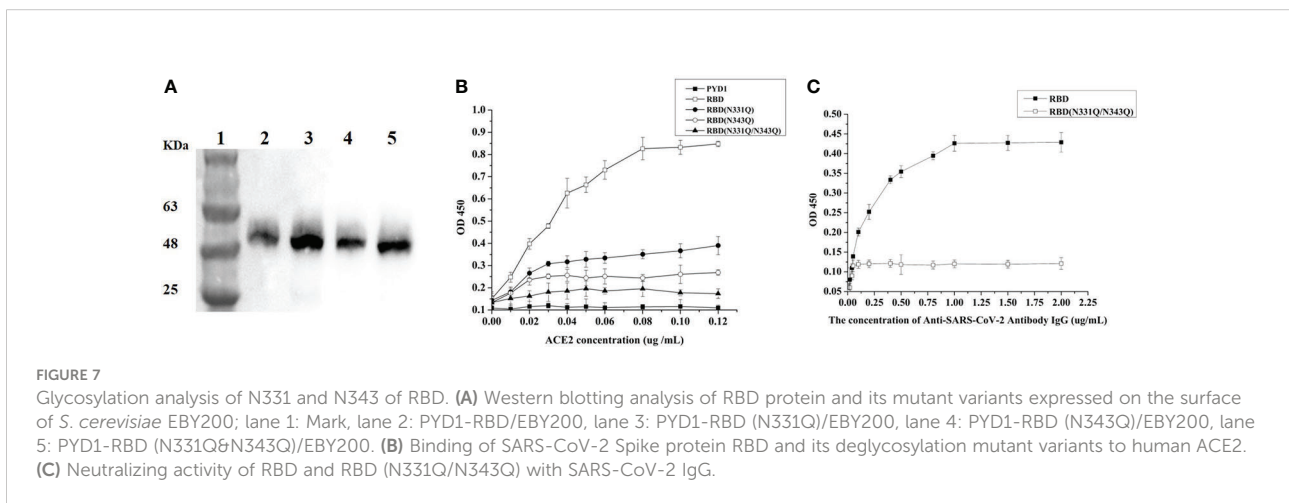 A
1 2 3 4 5
KDa
63
48
25
B
PYD1
RBD
RBD(N331Q)
RBD(N343Q)
RBD(N331Q/N343Q)
1.0
0.9
0.8
0.7
0.6
0.5
0.4
0.3
0.2
0.1
OD 450
0.00 0.02 0.04 0.06 0.08 0.10 0.12
ACE2 concentration (ug /mL)
C
RBD
RBD(N331Q/N343Q)
0.50
0.45
0.40
0.35
0.30
0.25
0.20
0.15
0.10
0.05
OD 450
0.00 0.25 0.50 0.75 1.00 1.25 1.50 1.75 2.00 2.25
The concentration of Anti-SARS-CoV-2 Antibody IgG (ug/mL)
FIGURE 7
Glycosylation analysis of N331 and N343 of RBD. (A) Western blotting analysis of RBD protein and its mutant variants expressed on the surface
of S. cerevisiae EBY200; lane 1: Mark, lane 2: PYD1-RBD/EBY200, lane 3: PYD1-RBD (N331Q)/EBY200, lane 4: PYD1-RBD (N343Q)/EBY200, lane
5: PYD1-RBD (N331Q&N343Q)/EBY200. (B) Binding of SARS-CoV-2 Spike protein RBD and its deglycosylation mutant variants to human ACE2.
(C) Neutralizing activity of RBD and RBD (N331Q/N343Q) with SARS-CoV-2 IgG.